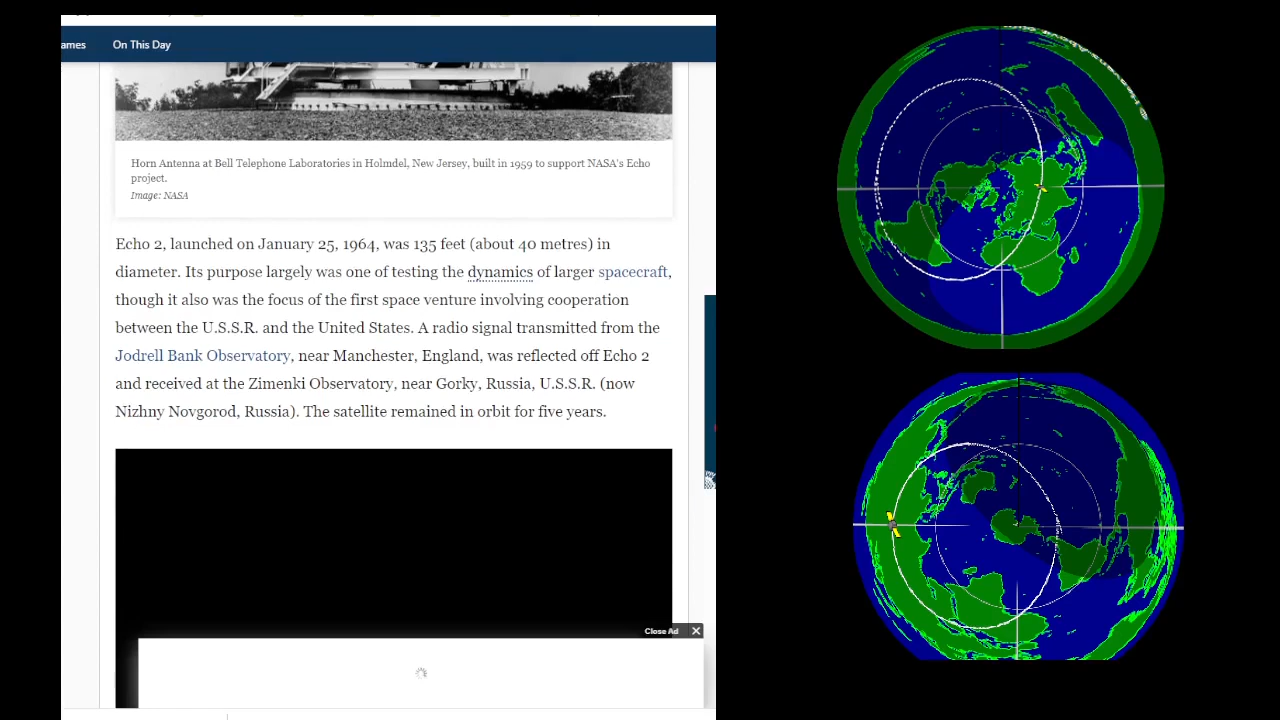 ames
On This Day
Horn Antenna at Bell Telephone Laboratories in Holmdel, New Jersey, built in 1959 to support NASA's Echo
project.
Image: NASA
Echo 2, launched on January 25, 1964, was 135 feet (about 40 metres) in
diameter. Its purpose largely was one of testing the dynamics of larger spacecraft,
though it also was the focus of the first space venture involving cooperation
between the U.S.S.R. and the United States. A radio signal transmitted from the
Jodrell Bank Observatory, near Manchester, England, was reflected off Echo 2
and received at the Zimenki Observatory, near Gorky, Russia, U.S.S.R. (now
Nizhny Novgorod, Russia). The satellite remained in orbit for five years.
Close Ad